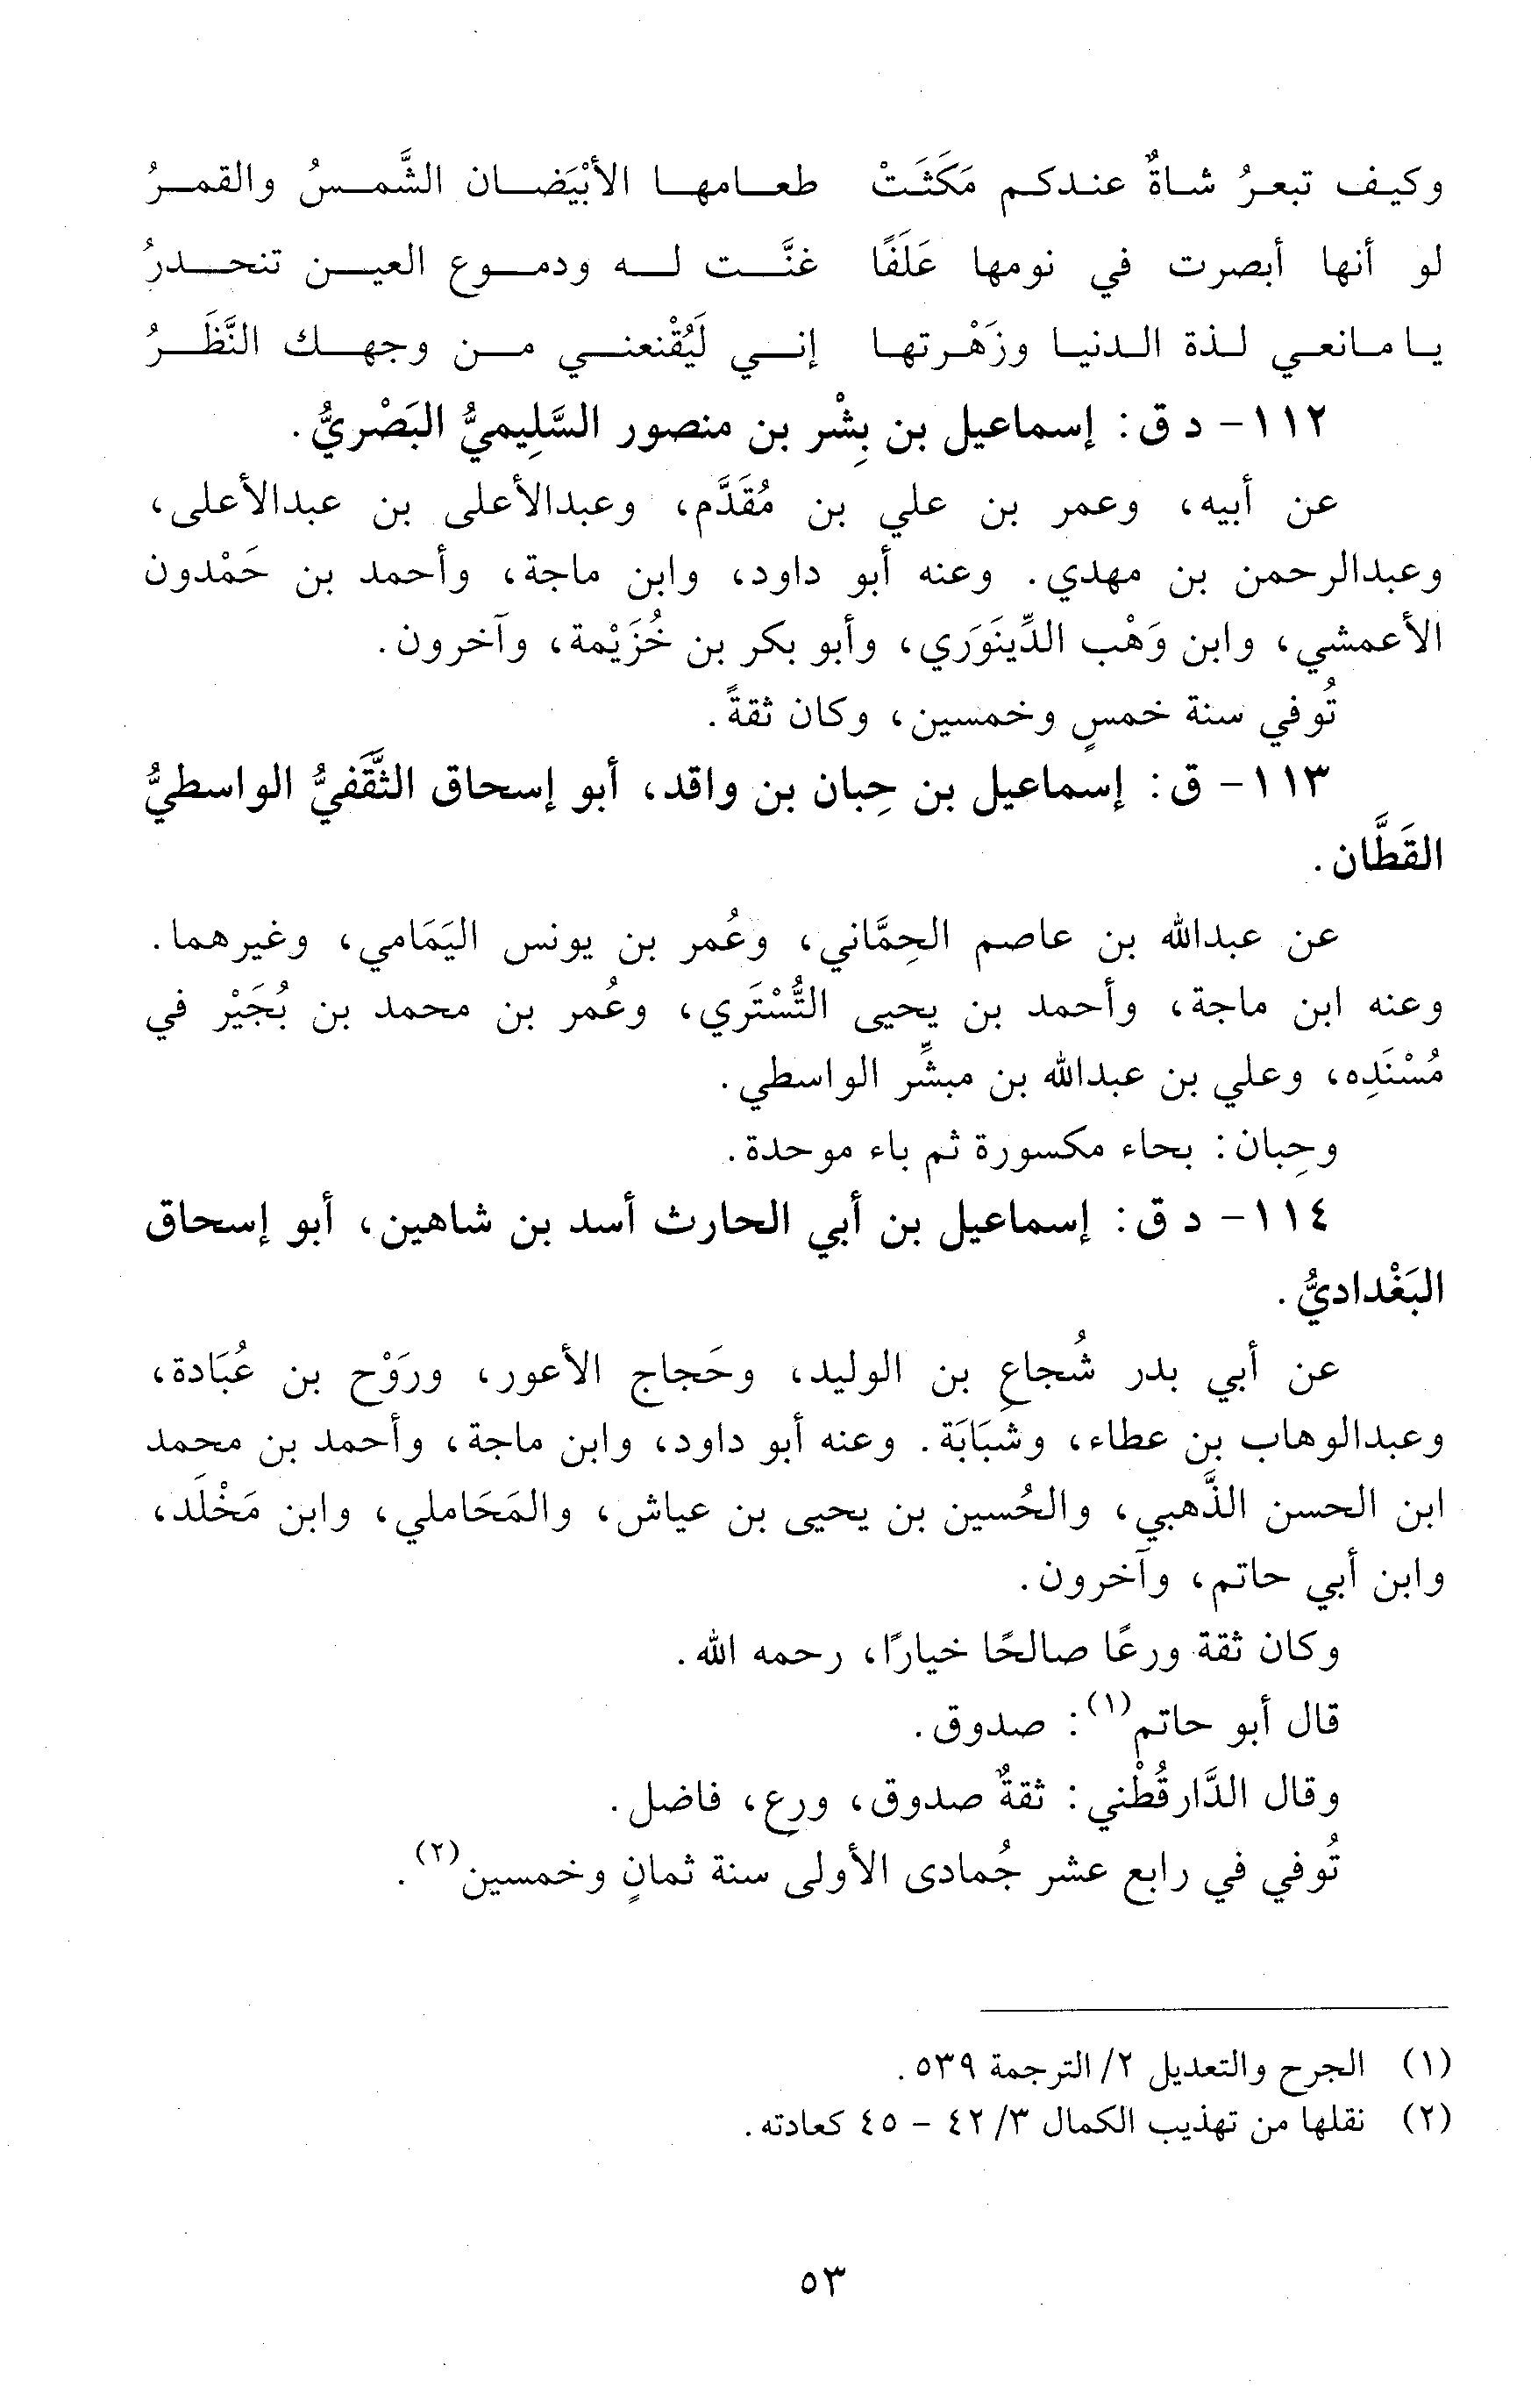 وكيف تبعرُ شاةٌ عندكم مَكَثَتْ طعامها الأبْيَضان الشَّمسُ والقمرُ
لو أنها أبصرت في نومها عَلَفًا غنَّت له ودموع العين تنحدرُ
يا مانعي لذة الدنيا وزَهْرتها إني لَيُقْنعني من وجهك النَّظَرُ
١١٢- د ق: إسماعيل بن بِشْر بن منصور السَّلِيميُّ البَصْريُّ.
عن أبيه، وعمر بن علي بن مُقَدَّم، وعبدالأعلى بن عبدالأعلى،
وعبدالرحمن بن مهدي. وعنه أبو داود، وابن ماجة، وأحمد بن حَمْدون
الأعمشي، وابن وَهْب الدِّينَوَري، وأبو بكر بن خُزَيْمة، وآخرون.
تُوفي سنة خمسٍ وخمسين، وكان ثقةً.
١١٣- ق: إسماعيل بن حِبان بن واقد، أبو إسحاق الثَّقَفيُّ الواسطيُّ
القَطَّان.
عن عبدالله بن عاصم الحِمَّاني، وعُمر بن يونس اليَمَامي، وغيرهما.
وعنه ابن ماجة، وأحمد بن يحيى التُّسْتَري، وعُمر بن محمد بن بُجَيْر في
مُسْنَدِه، وعلي بن عبدالله بن مبشِّر الواسطي.
وحِبان: بحاء مكسورة ثم باء موحدة.
١١٤- د ق: إسماعيل بن أبي الحارث أسد بن شاهين، أبو إسحاق
البَغْداديُّ.
عن أبي بدر شُجاعِ بن الوليد، وحَجاج الأعور، ورَوْح بن عُبَادة،
وعبدالوهاب بن عطاء، وشبَابَة. وعنه أبو داود، وابن ماجة، وأحمد بن محمد
ابن الحسن الذَّهبي، والحُسين بن يحيى بن عياش، والمَحَاملي، وابن مَخْلَد،
وابن أبي حاتم، وآخرون.
وكان ثقة ورعًا صالحًا خيارًا، رحمه الله.
قال أبو حاتم(١): صدوق.
وقال الدَّارقُطْني: ثقةٌ صدوق، ورِع، فاضل.
تُوفي في رابع عشر جُمادى الأولى سنة ثمانٍ وخمسين(٢).
(١) الجرح والتعديل ٢/ الترجمة ٥٣٩.
(٢) نقلها من تهذيب الكمال ٣/ ٤٢ - ٤٥ كعادته.
٥٣